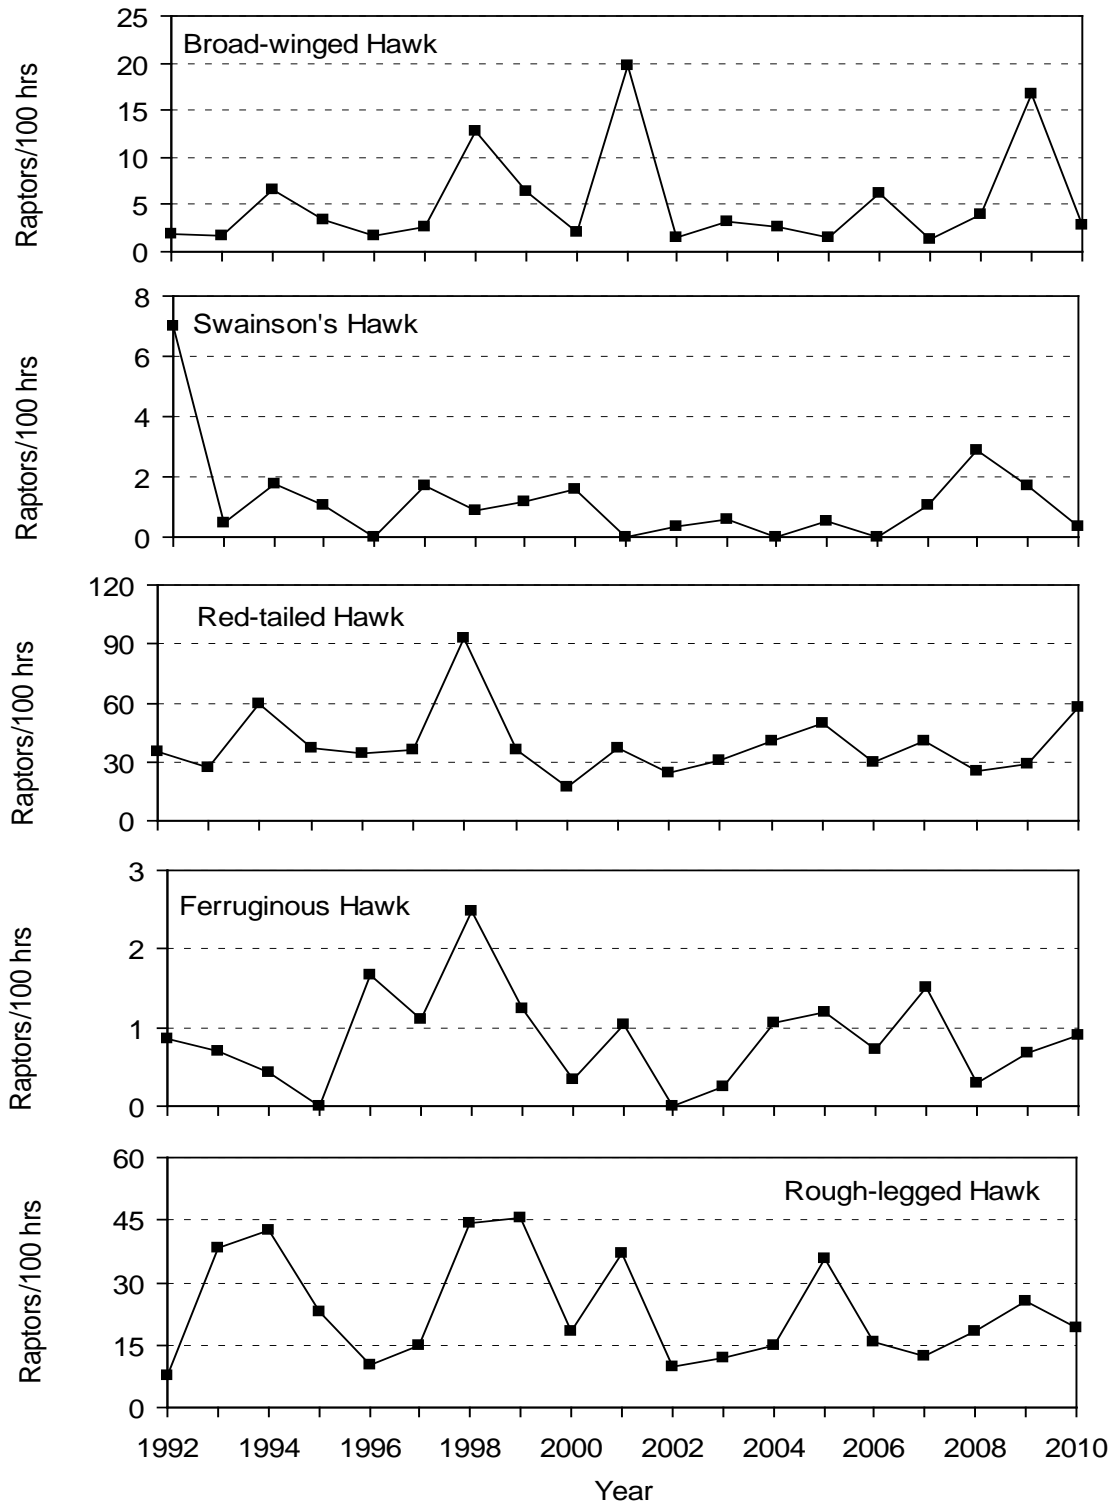 25
Broad-winged Hawk
20
15
10
5
0
Raptors/100 hrs
8
Swainson's Hawk
6
4
2
0
Raptors/100 hrs
120
Red-tailed Hawk
90
60
30
0
Raptors/100 hrs
3
Ferruginous Hawk
2
1
0
Raptors/100 hrs
60
Rough-legged Hawk
45
30
15
0
Raptors/100 hrs
1992 1994 1996 1998 2000 2002 2004 2006 2008 2010
Year